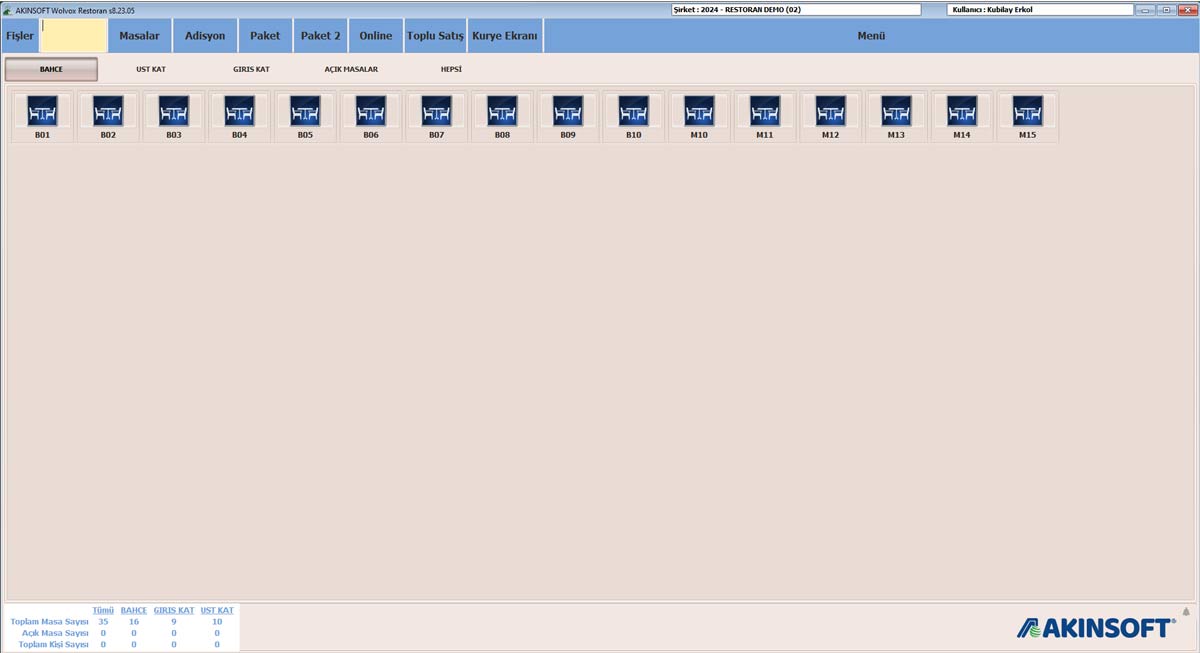 AKINSOFT Wolvox Restoran s8.23.05
Şirket : 2024 - RESTORAN DEMO (02)
Kullanıcı : Kubilay Erkol
Fişler Masalar Adisyon Paket Paket 2 Online Toplu Satış Kurye Ekranı Menü
BAHCE UST KAT GIRIS KAT AÇIK MASALAR HEPSİ
B01 B02 B03 B04 B05 B06 B07 B08 B09 B10 M10 M11 M12 M13 M14 M15
Tümü BAHCE GIRIS KAT UST KAT
Toplam Masa Sayısı 35 16 9 10
Açık Masa Sayısı 0 0 0 0
Toplam Kişi Sayısı 0 0 0 0
AKINSOFT